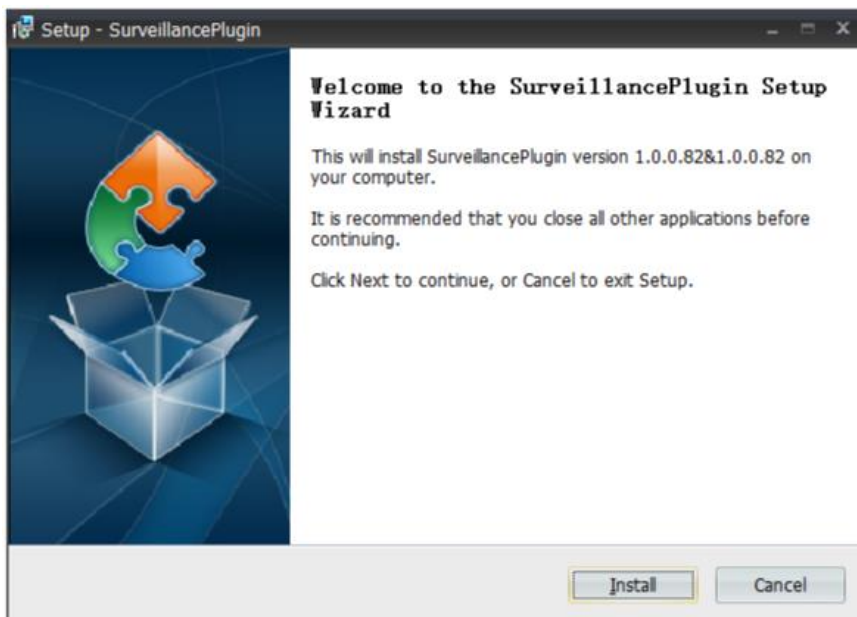 Setup - SurveillancePlugin
Welcome to the SurveillancePlugin Setup
Wizard
This will install SurveillancePlugin version 1.0.0.82&1.0.0.82 on
your computer.
It is recommended that you close all other applications before
continuing.
Click Next to continue, or Cancel to exit Setup.
Install
Cancel